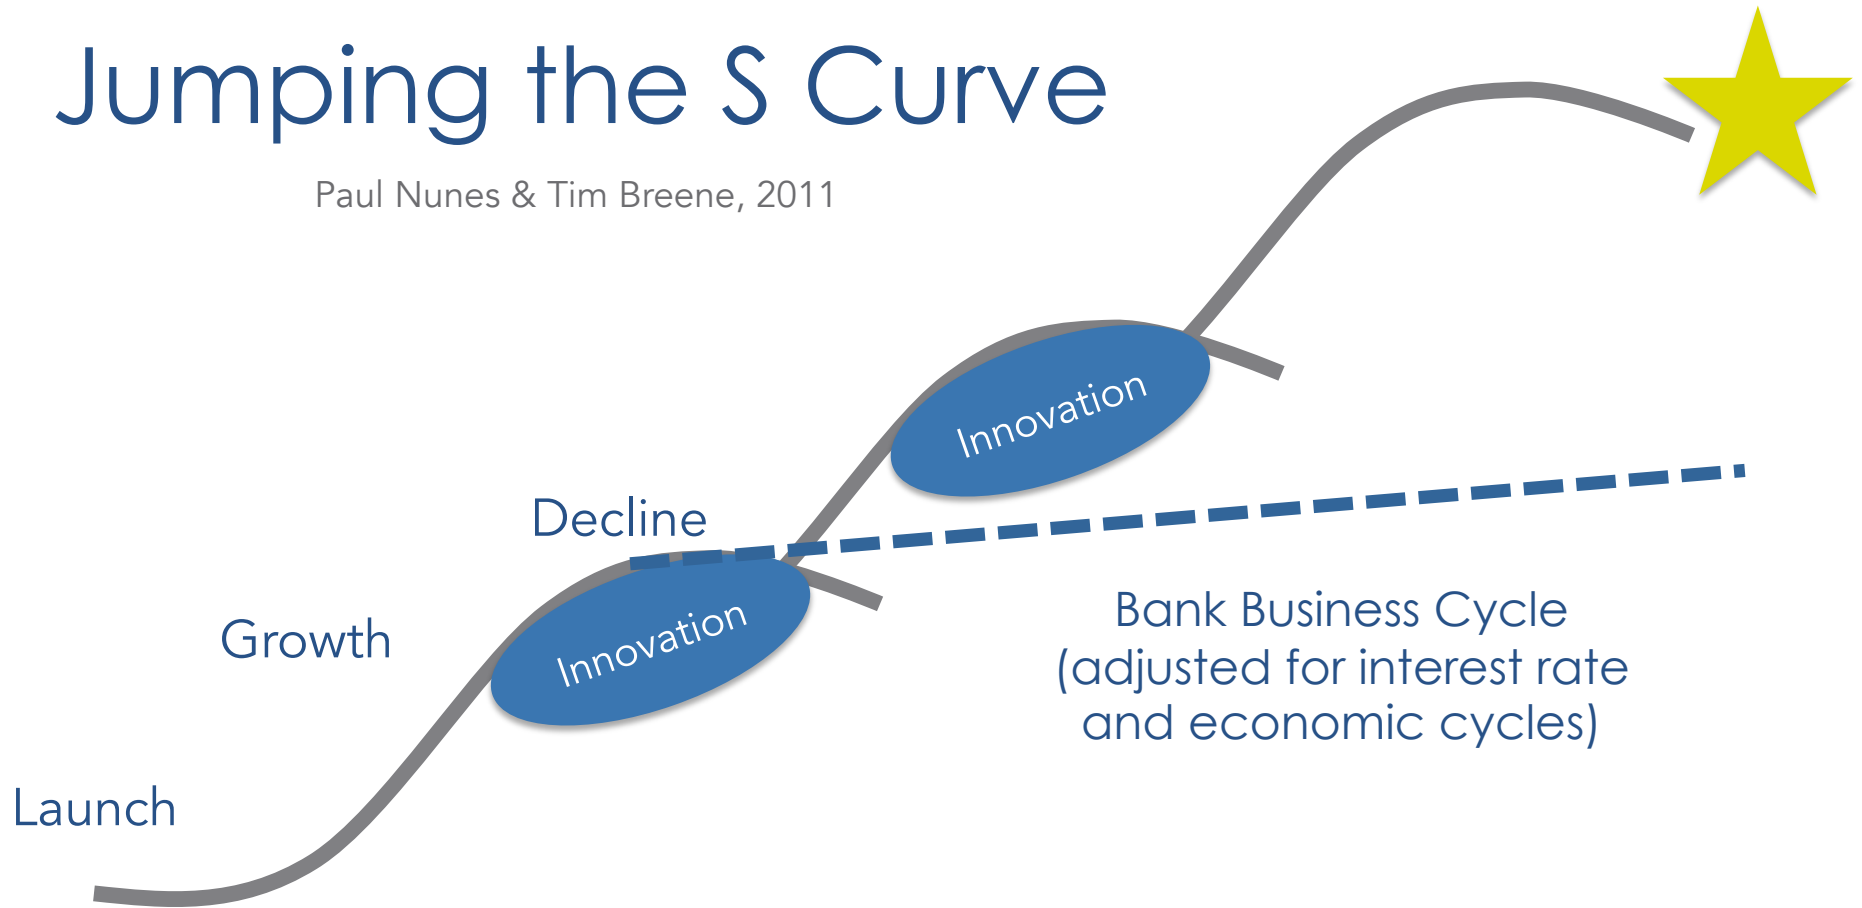 Jumping the S Curve
Paul Nunes & Tim Breene, 2011
Innovation
Decline
Innovation
Growth
Launch
Bank Business Cycle
(adjusted for interest rate
and economic cycles)